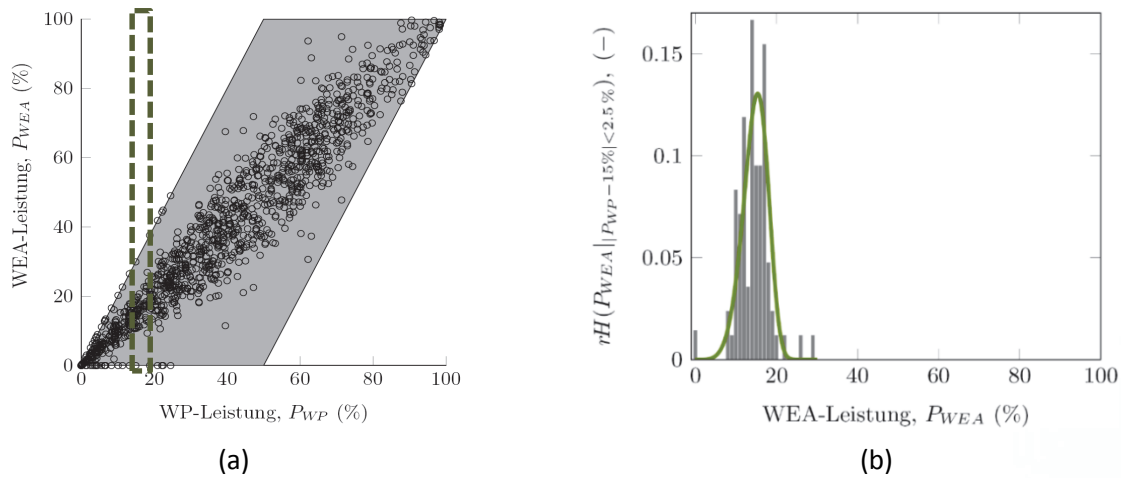 WEA-Leistung, P_WEA (%)
100
80
60
40
20
0
0 20 40 60 80 100
WP-Leistung, P_WP (%)
(a)
rH(P_WEA||P_WP−15%|<2.5%), (−)
0.15
0.1
0.05
0
0 20 40 60 80 100
WEA-Leistung, P_WEA (%)
(b)